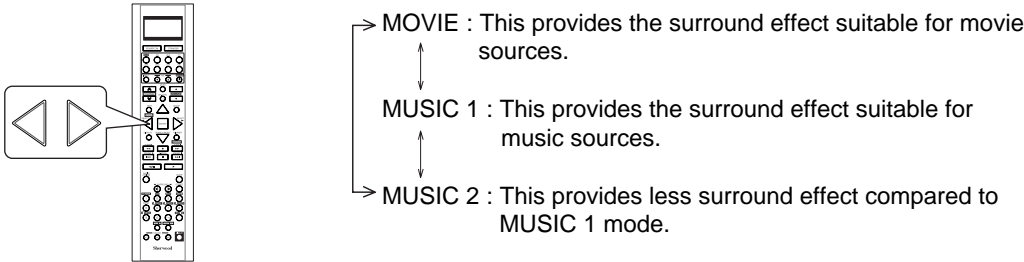 MOVIE : This provides the surround effect suitable for movie
sources.
MUSIC 1 : This provides the surround effect suitable for
music sources.
MUSIC 2 : This provides less surround effect compared to
MUSIC 1 mode.
Sherwood